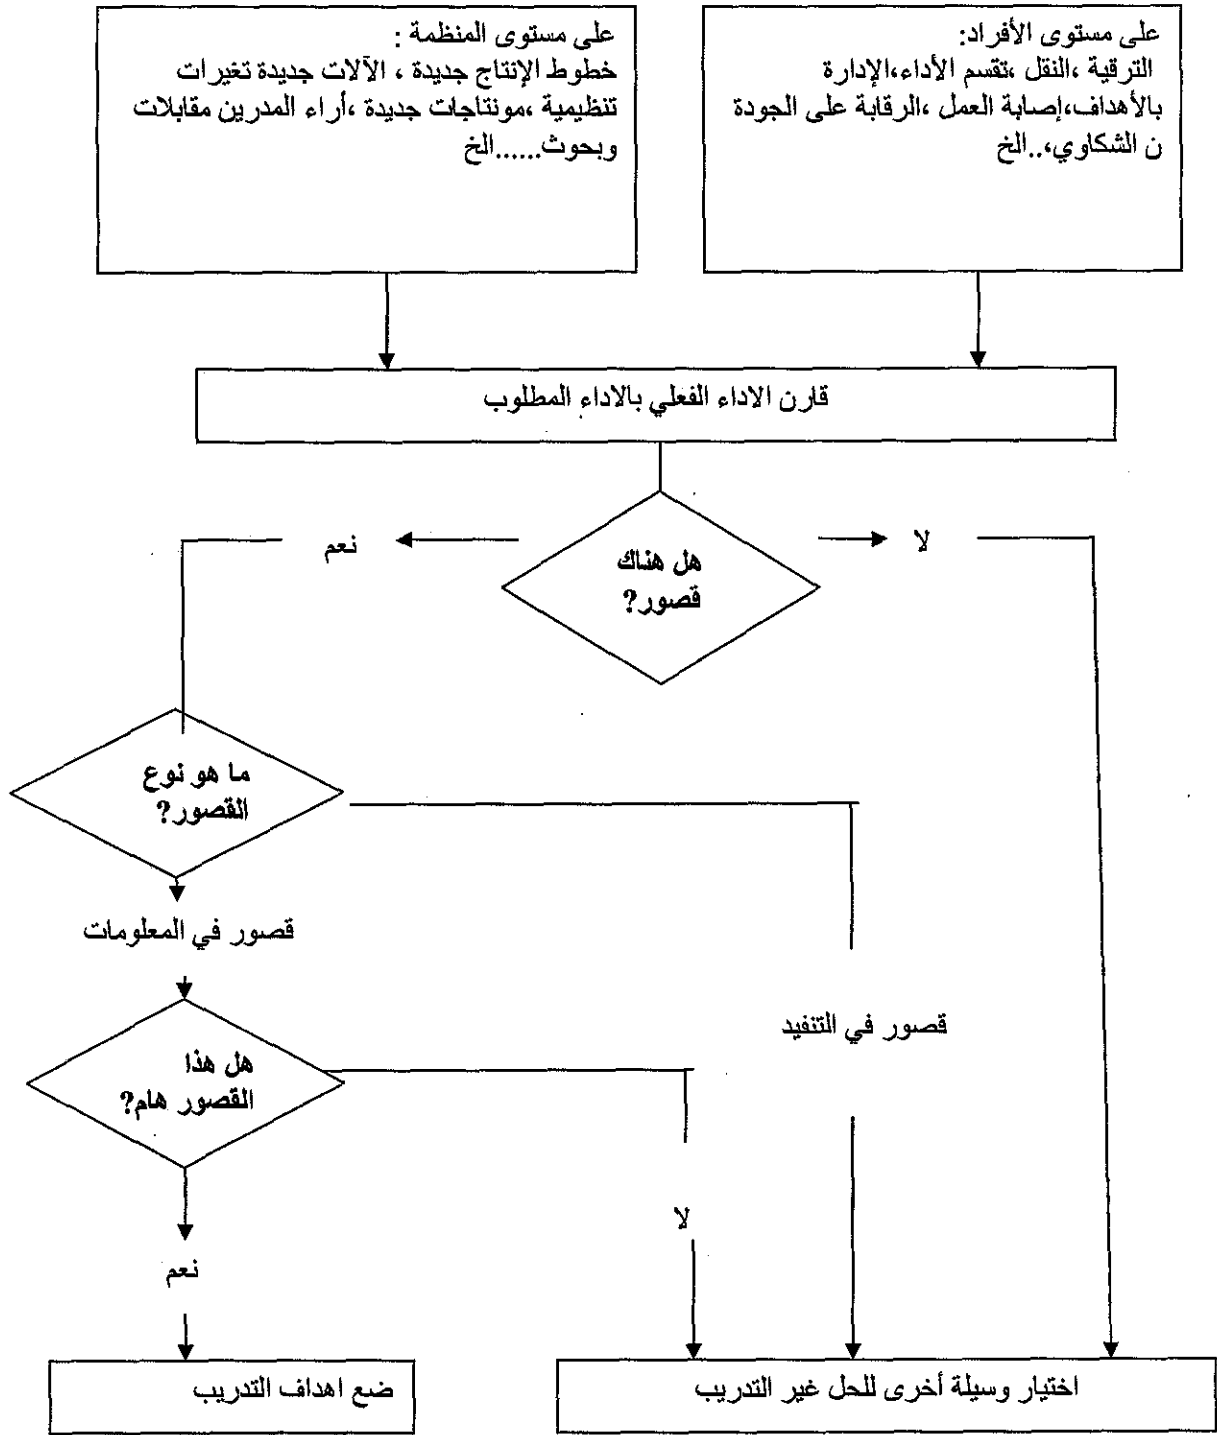 على مستوى الأفراد:
الترقية ،النقل ،تقسم الأداء،الإدارة
بالأهداف،إصابة العمل ،الرقابة على الجودة
ن الشكاوي،..الخ
على مستوى المنظمة :
خطوط الإنتاج جديدة ، الآلات جديدة تغيرات
تنظيمية ،مونتاجات جديدة ،أراء المدرين مقابلات
وبحوث......الخ
قارن الاداء الفعلي بالاداء المطلوب
هل هناك
قصور?
لا
نعم
ما هو نوع
القصور?
قصور في المعلومات
قصور في التنفيد
هل هذا
القصور هام?
لا
نعم
اختيار وسيلة أخرى للحل غير التدريب
ضع اهداف التدريب